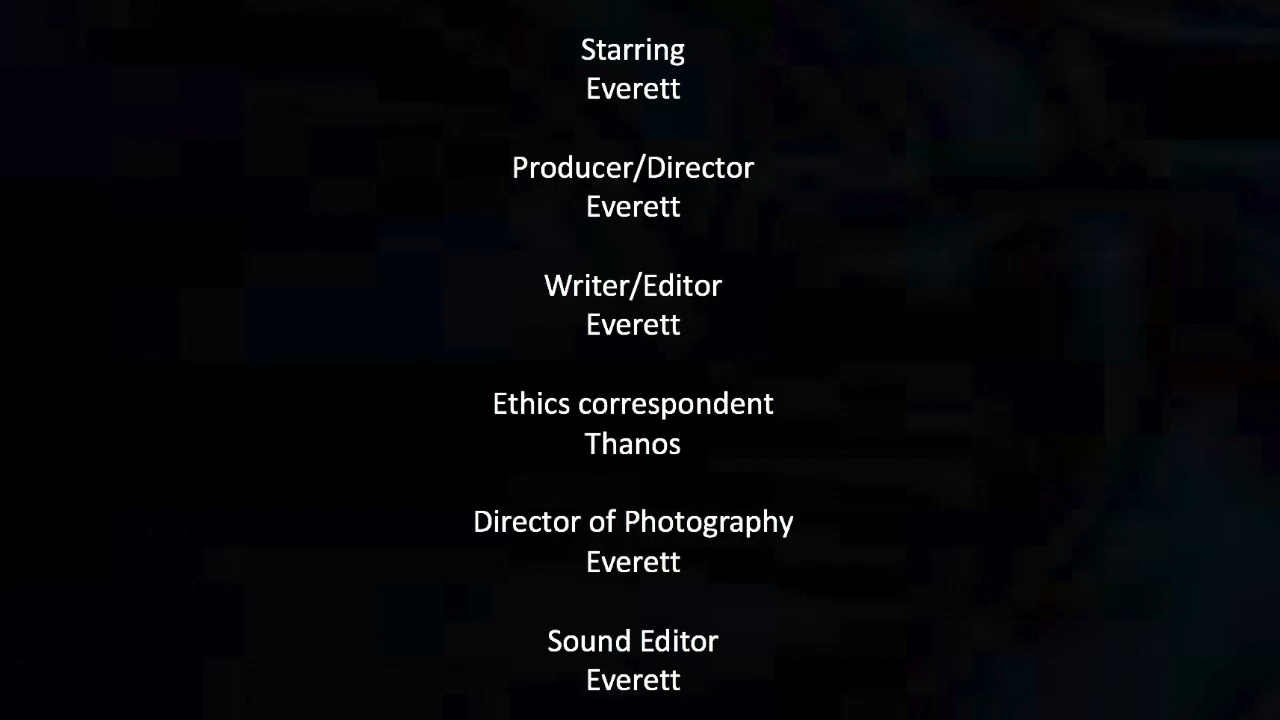 Starring
Everett
Producer/Director
Everett
Writer/Editor
Everett
Ethics correspondent
Thanos
Director of Photography
Everett
Sound Editor
Everett